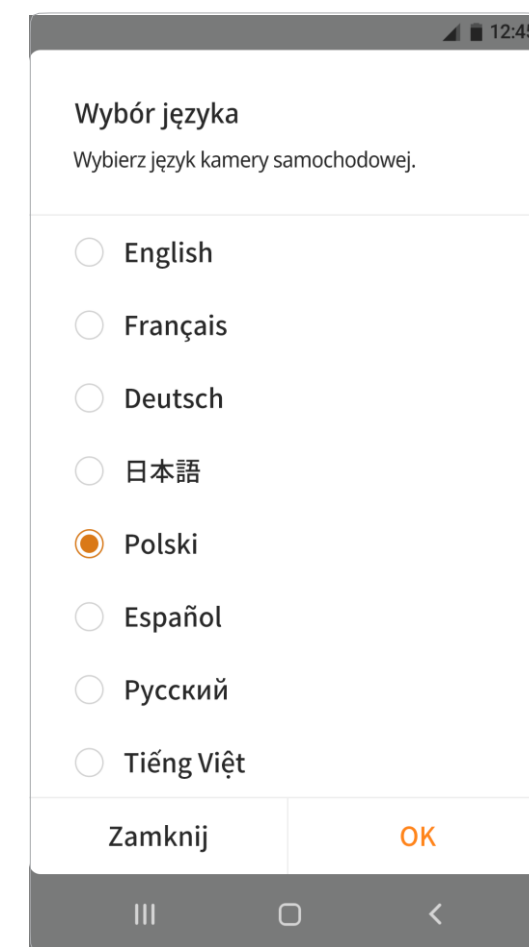 12:45
Wybór języka
Wybierz język kamery samochodowej.
English
Français
Deutsch
日本語
Polski
Español
Русский
Tiếng Việt
Zamknij
OK